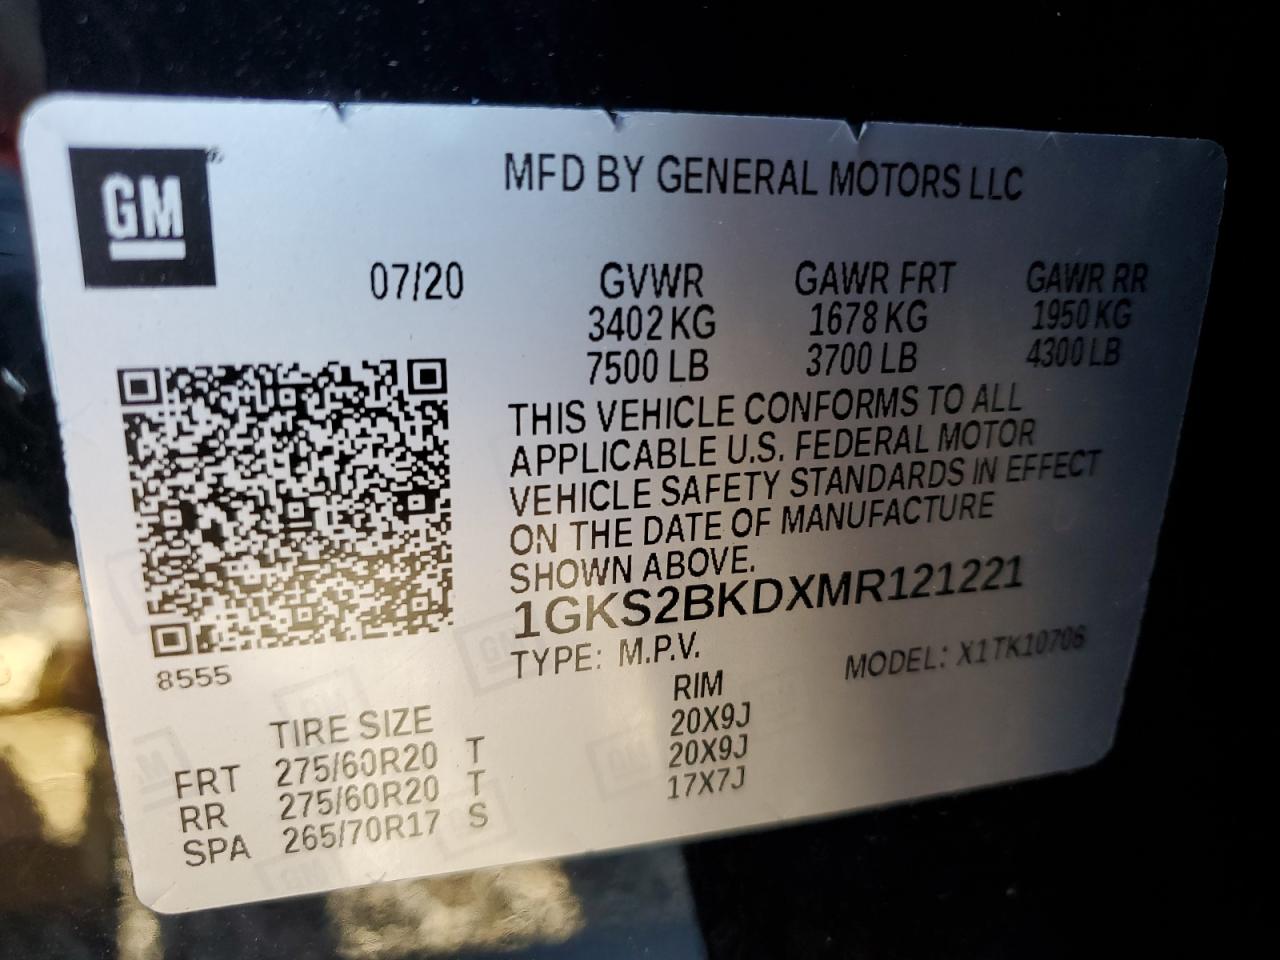 GM
MFD BY GENERAL MOTORS LLC
07/20 GVWR GAWR FRT GAWR RR
3402 KG 1678 KG 1950 KG
7500 LB 3700 LB 4300 LB
THIS VEHICLE CONFORMS TO ALL
APPLICABLE U.S. FEDERAL MOTOR
VEHICLE SAFETY STANDARDS IN EFFECT
ON THE DATE OF MANUFACTURE
SHOWN ABOVE.
1GKS2BKDXMR121221
TYPE: M.P.V. MODEL: X1TK10706
8555
TIRE SIZE RIM
FRT 275/60R20 T 20X9J
RR 275/60R20 T 20X9J
SPA 265/70R17 S 17X7J